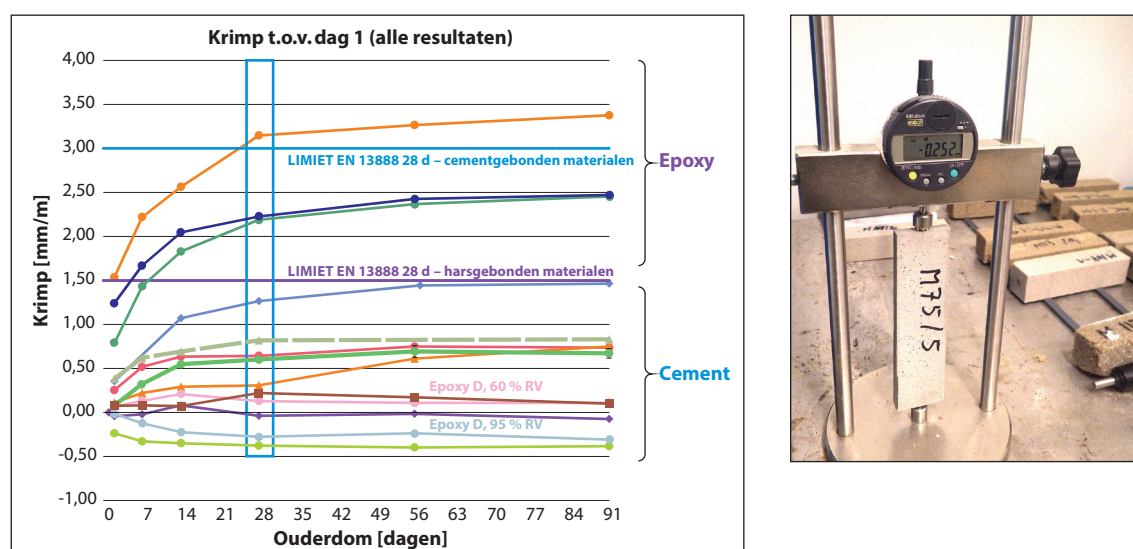 Krimp t.o.v. dag 1 (alle resultaten)
4,00
3,50
3,00
2,50
2,00
1,50
1,00
0,50
0,00
-0,50
-1,00
Krimp [mm/m]
LIMIET EN 13888 28 d – cementgebonden materialen
LIMIET EN 13888 28 d – harsgebonden materialen
Epoxy D, 60 % RV
Epoxy D, 95 % RV
Epoxy
Cement
0 7 14 21 28 35 42 49 56 63 70 77 84 91
Ouderdom [dagen]
Mitutoyo
-0.252
M75/5